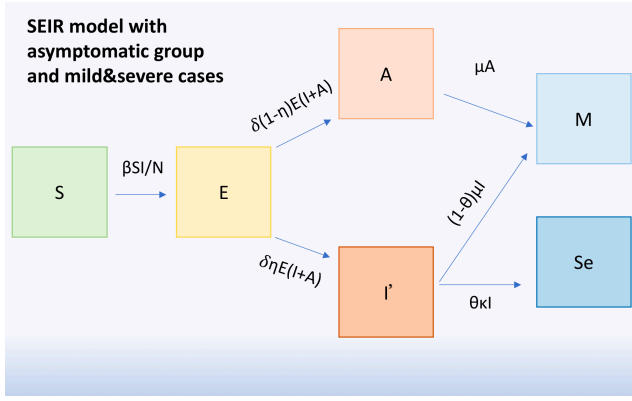 SEIR model with
asymptomatic group
and mild&severe cases
S
βSI/N
E
δ(1-η)E(I+A)
δηE(I+A)
A
I’
μA
(1-θ)μI
θκI
M
Se